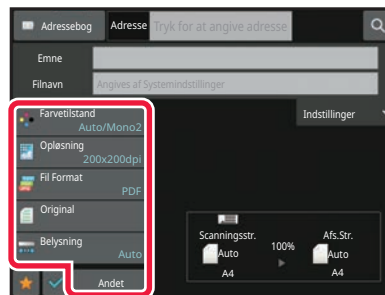 Adressebog Adresse Tryk for at angive adresse
Emne
Filnavn Angives af Systemindstillinger
Farvetilstand
Auto/Mono2
Indstillinger
Opløsning
200x200dpi
Fil Format
PDF
Original
Belysning
Auto
Scanningsstr. 100% Afs.Str.
Auto Auto
A4 A4
Andet